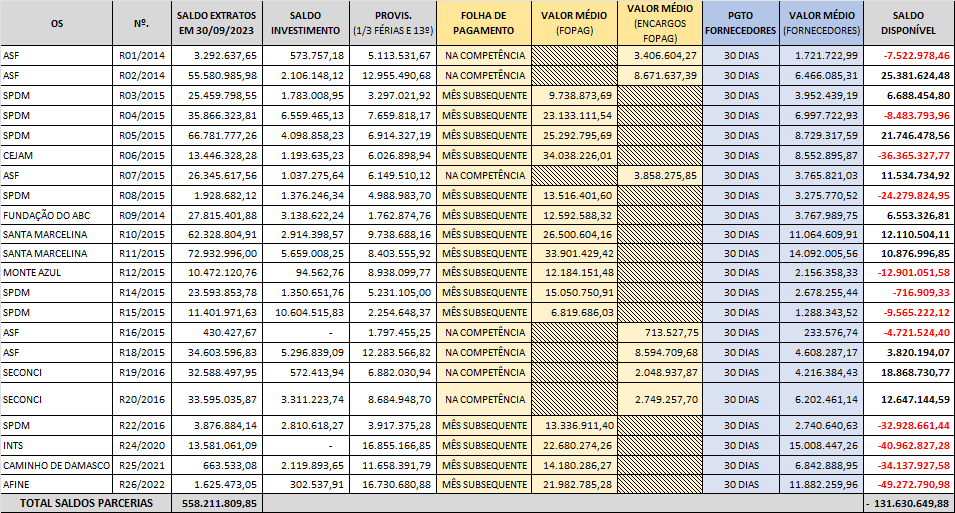 OS Nº. SALDO EXTRATOS EM 30/09/2023 SALDO INVESTIMENTO PROVIS. (1/3 FÉRIAS E 13º) FOLHA DE PAGAMENTO VALOR MÉDIO (FOPAG) VALOR MÉDIO (ENCARGOS FOPAG) PGTO FORNECEDORES VALOR MÉDIO (FORNECEDORES) SALDO DISPONÍVEL
ASF R01/2014 3.292.637,65 573.757,18 5.113.531,67 NA COMPETÊNCIA 3.406.604,27 30 DIAS 1.721.722,99 -7.522.978,46
ASF R02/2014 55.580.985,98 2.106.148,12 12.955.490,68 NA COMPETÊNCIA 8.671.637,39 30 DIAS 6.466.085,31 25.381.624,48
SPDM R03/2015 25.459.798,55 1.783.008,95 3.297.021,92 MÊS SUBSEQUENTE 9.738.873,69 30 DIAS 3.952.439,19 6.688.454,80
SPDM R04/2015 35.866.323,81 6.559.465,13 7.659.818,17 MÊS SUBSEQUENTE 23.133.111,54 30 DIAS 6.997.722,93 -8.483.793,96
SPDM R05/2015 66.781.777,26 4.098.858,23 6.914.327,19 MÊS SUBSEQUENTE 25.292.795,69 30 DIAS 8.729.317,59 21.746.478,56
CEJAM R06/2015 13.446.328,28 1.193.635,23 6.026.898,94 MÊS SUBSEQUENTE 34.038.226,01 30 DIAS 8.552.895,87 -36.365.327,77
ASF R07/2015 26.345.617,56 1.037.275,64 6.149.510,12 NA COMPETÊNCIA 3.858.275,85 30 DIAS 3.765.821,03 11.534.734,92
SPDM R08/2015 1.928.682,12 1.376.246,34 4.988.983,70 MÊS SUBSEQUENTE 13.516.401,60 30 DIAS 3.275.770,52 -24.279.824,95
FUNDAÇÃO DO ABC R09/2014 27.815.401,88 3.138.622,24 1.762.874,76 MÊS SUBSEQUENTE 12.592.588,32 30 DIAS 3.767.989,75 6.553.326,81
SANTA MARCELINA R10/2015 62.328.804,91 2.914.398,57 9.738.688,16 MÊS SUBSEQUENTE 26.500.604,16 30 DIAS 11.064.609,91 12.110.504,11
SANTA MARCELINA R11/2015 72.932.996,00 5.659.008,25 8.403.555,92 MÊS SUBSEQUENTE 33.901.429,42 30 DIAS 14.092.005,56 10.876.996,85
MONTE AZUL R12/2015 10.472.120,76 94.562,76 8.938.099,77 MÊS SUBSEQUENTE 12.184.151,48 30 DIAS 2.156.358,33 -12.901.051,58
SPDM R14/2015 23.593.853,78 1.350.651,76 5.231.105,00 MÊS SUBSEQUENTE 15.050.750,91 30 DIAS 2.678.255,44 -716.909,33
SPDM R15/2015 11.401.971,63 10.604.515,83 2.254.648,37 MÊS SUBSEQUENTE 6.819.686,03 30 DIAS 1.288.343,52 -9.565.222,12
ASF R16/2015 430.427,67 - 1.797.455,25 NA COMPETÊNCIA 713.527,75 30 DIAS 233.576,74 -4.721.524,40
ASF R18/2015 34.603.596,83 5.296.839,09 12.283.566,82 NA COMPETÊNCIA 8.594.709,68 30 DIAS 4.608.287,17 3.820.194,07
SECONCI R19/2016 32.588.497,95 572.413,94 6.882.030,94 NA COMPETÊNCIA 2.048.937,87 30 DIAS 4.216.384,43 18.868.730,77
SECONCI R20/2016 33.595.035,87 3.311.223,74 8.684.948,70 NA COMPETÊNCIA 2.749.257,70 30 DIAS 6.202.461,14 12.647.144,59
SPDM R22/2016 3.876.884,14 2.810.618,27 3.917.375,28 MÊS SUBSEQUENTE 13.336.911,40 30 DIAS 2.740.640,63 -32.928.661,44
INTS R24/2020 13.581.061,09 - 16.855.166,85 MÊS SUBSEQUENTE 22.680.274,26 30 DIAS 15.008.447,26 -40.962.827,28
CAMINHO DE DAMASCO R25/2021 663.533,08 2.119.893,65 11.658.391,79 MÊS SUBSEQUENTE 14.180.286,27 30 DIAS 6.842.888,95 -34.137.927,58
AFINE R26/2022 1.625.473,05 302.537,91 16.730.680,88 MÊS SUBSEQUENTE 21.982.785,28 30 DIAS 11.882.259,96 -49.272.790,98
TOTAL SALDOS PARCERIAS 558.211.809,85 - 131.630.649,88